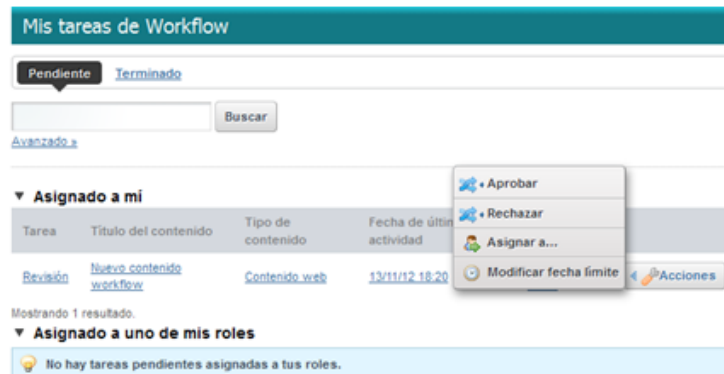 Mis tareas de Workflow
Pendiente Terminado
Buscar
Avanzado »
▼ Asignado a mí
Tarea Título del contenido Tipo de contenido Fecha de últim actividad
Revisión Nuevo contenido workflow Contenido web 13/11/12 18:20 Acciones
Aprobar
Rechazar
Asignar a...
Modificar fecha límite
Mostrando 1 resultado.
▼ Asignado a uno de mis roles
No hay tareas pendientes asignadas a tus roles.